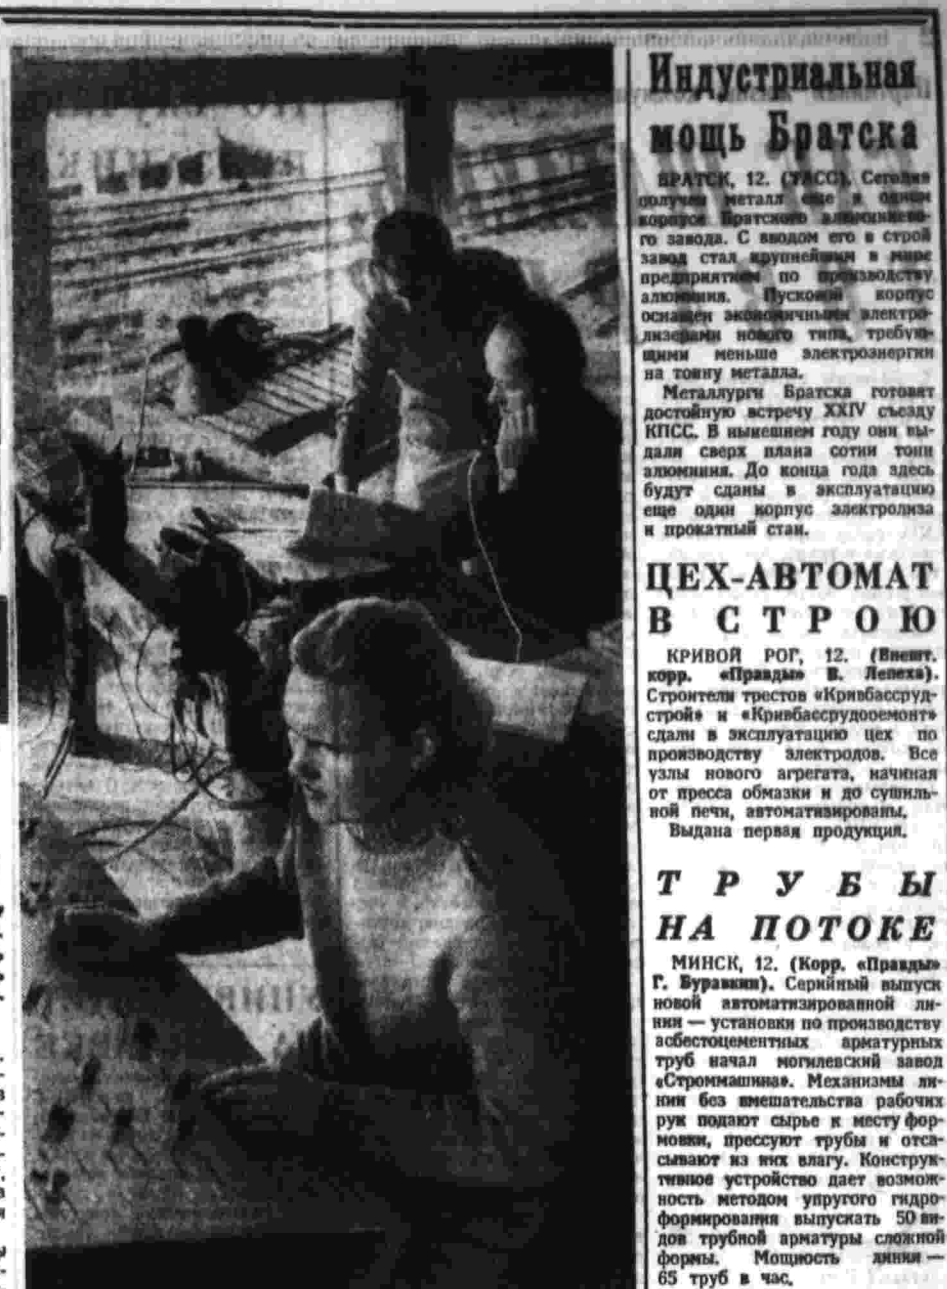 Индустриальная
мощь Братска
БРАТСК, 12. (ТАСС). Сегодня
получен металл еще в одном
корпусе Братского алюминиево-
го завода. С вводом его в строй
завод стал крупнейшим в мире
предприятием по производству
алюминия. Пусковой корпус
оснащен экономичными электро-
лизерами нового типа, требую-
щими меньше электроэнергии
на тонну металла.
Металлурги Братска готовят
достойную встречу XXIV съезду
КПСС. В нынешнем году они вы-
дали сверх плана сотни тонн
алюминия. До конца года здесь
будут сданы в эксплуатацию
еще один корпус электролиза
и прокатный стан.
ЦЕХ-АВТОМАТ
В СТРОЮ
КРИВОЙ РОГ, 12. (Внешт.
корр. «Правды» В. Лепеха).
Строители трестов «Кривбассруд-
строй» и «Кривбассрудоремонт»
сдали в эксплуатацию цех по
производству электродов. Все
узлы нового агрегата, начиная
от пресса обмазки и до сушиль-
ной печи, автоматизированы.
Выдана первая продукция.
ТРУБЫ
НА ПОТОКЕ
МИНСК, 12. (Корр. «Правды»
Г. Буравкин). Серийный выпуск
новой автоматизированной ли-
нии — установки по производству
асбестоцементных арматурных
труб начал могилевский завод
«Строммашина». Механизмы ли-
нии без вмешательства рабочих
рук подают сырье к месту фор-
мовки, прессуют трубы и отса-
сывают из них влагу. Конструк-
тивное устройство дает возмож-
ность методом упругого гидро-
формирования выпускать 50 ви-
дов трубной арматуры сложной
формы. Мощность линии —
65 труб в час.